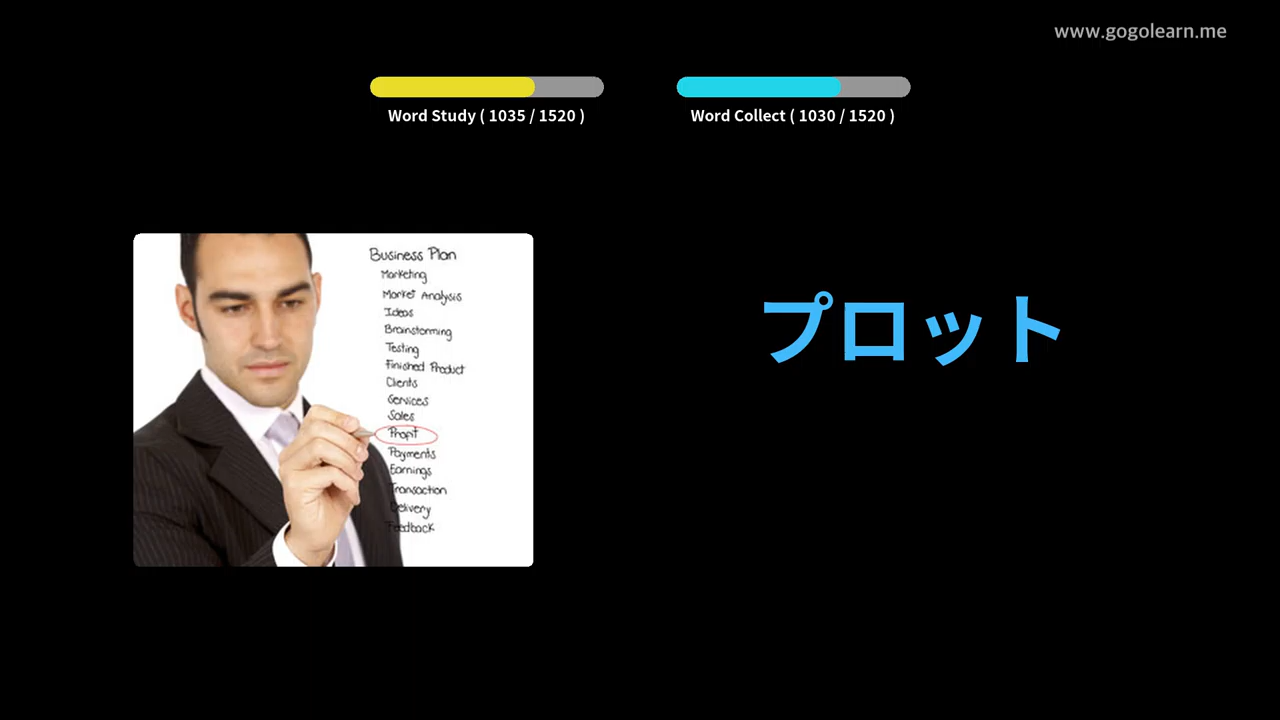 www.gogolearn.me
Word Study ( 1035 / 1520 )
Word Collect ( 1030 / 1520 )
Business Plan
Marketing
Market Analysis
Ideas
Brainstorming
Testing
Finished Product
Clients
Services
Sales
Profit
Payments
Earnings
Transaction
Delivery
Feedback
プロット